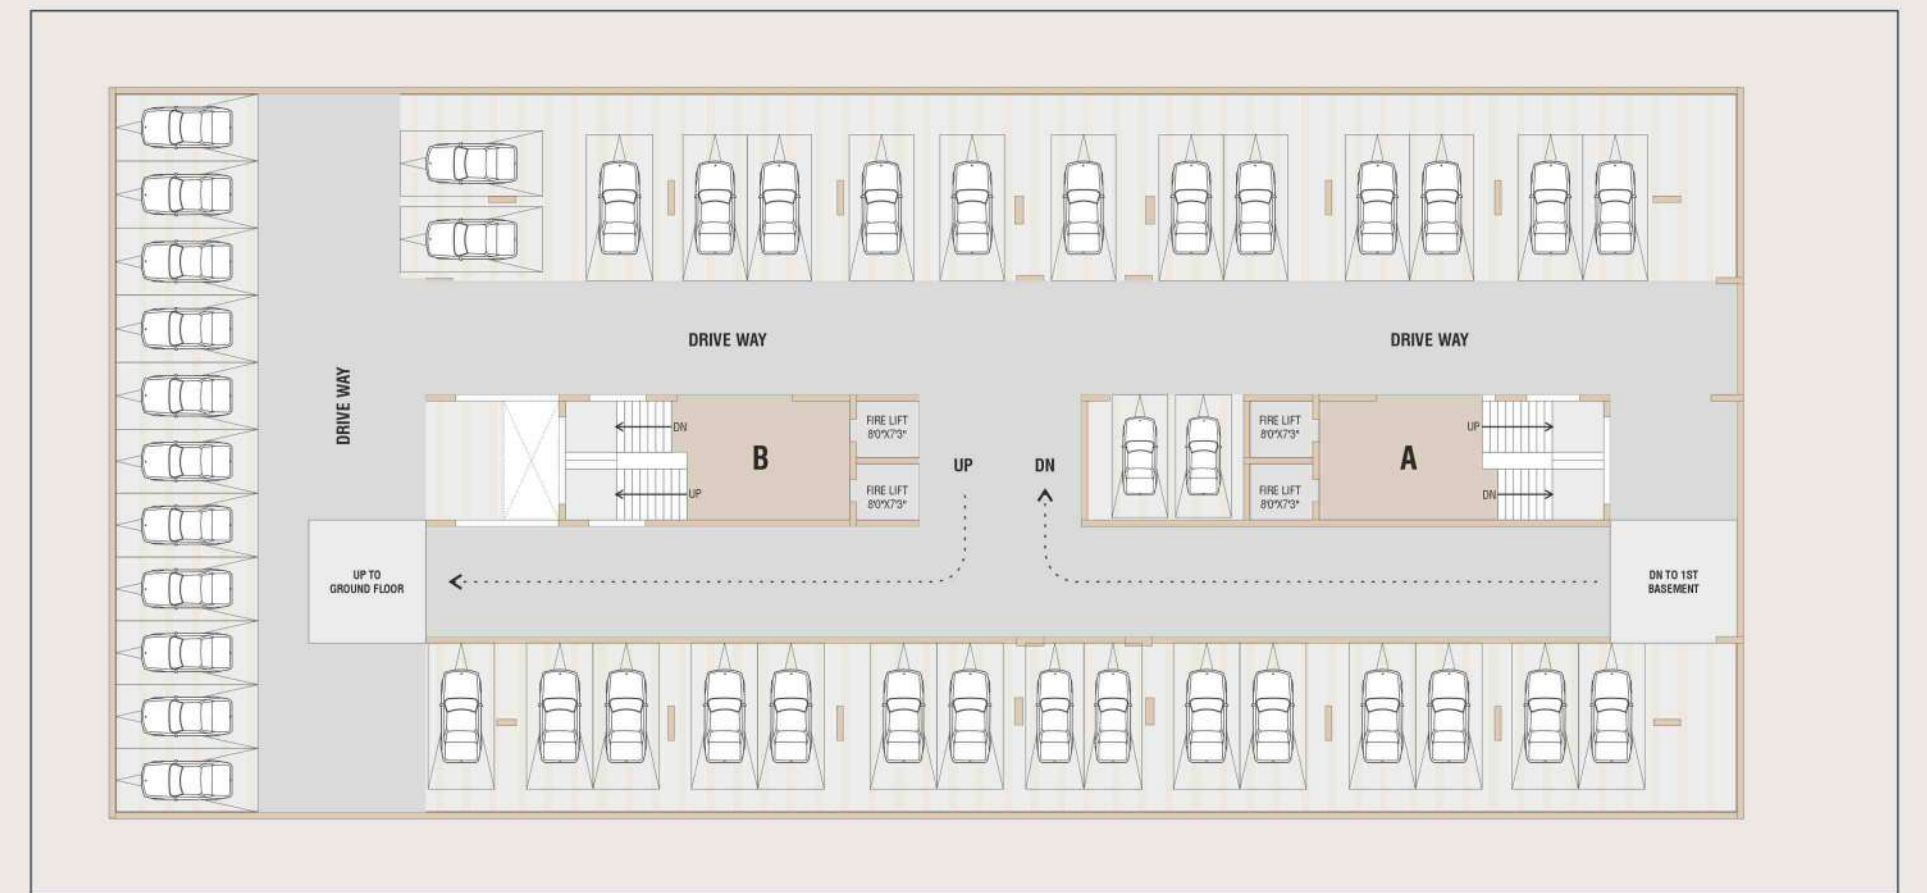 DRIVE WAY
DRIVE WAY
DRIVE WAY
DN
B
UP
FIRE LIFT
8'0"X7'3"
FIRE LIFT
8'0"X7'3"
UP
DN
FIRE LIFT
8'0"X7'3"
FIRE LIFT
8'0"X7'3"
A
UP
DN
UP TO
GROUND FLOOR
DN TO 1ST
BASEMENT